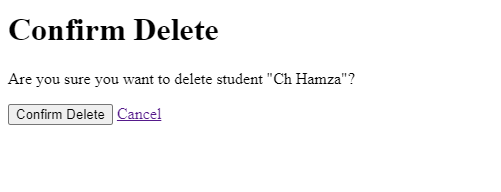 Confirm Delete
Are you sure you want to delete student "Ch Hamza"?
Confirm Delete Cancel